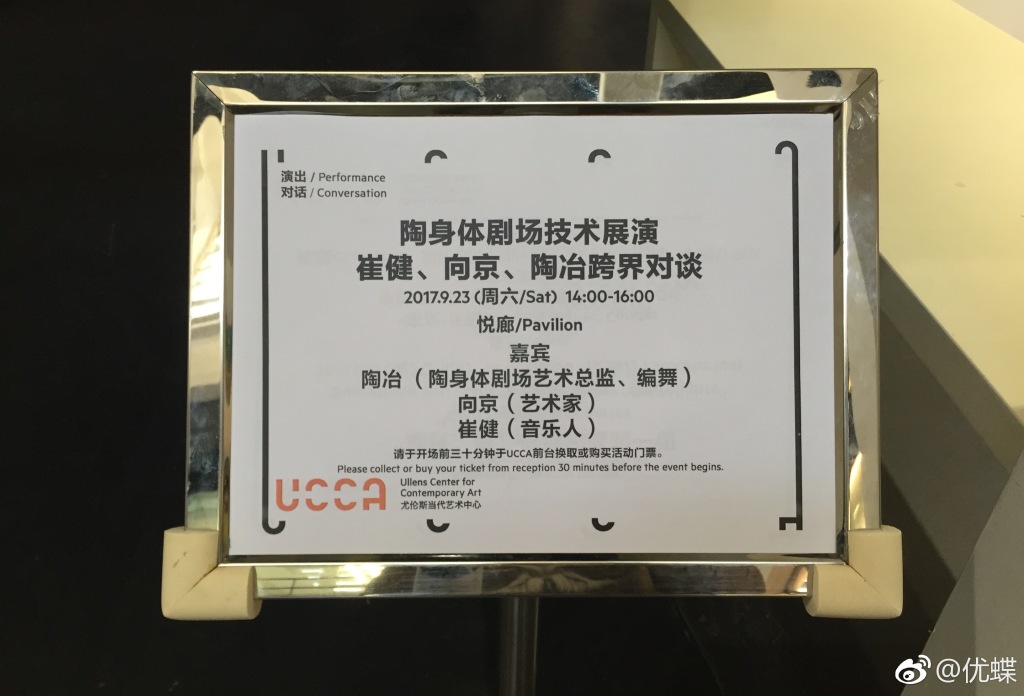 演出 / Performance
对话 / Conversation
陶身体剧场技术展演
崔健、向京、陶冶跨界对谈
2017.9.23 (周六/Sat) 14:00-16:00
悦廊/Pavilion
嘉宾
陶冶（陶身体剧场艺术总监、编舞）
向京（艺术家）
崔健（音乐人）
请于开场前三十分钟于UCCA前台换取或购买活动门票。
Please collect or buy your ticket from reception 30 minutes before the event begins.
UCCA
Ullens Center for
Contemporary Art
尤伦斯当代艺术中心
@优蝶